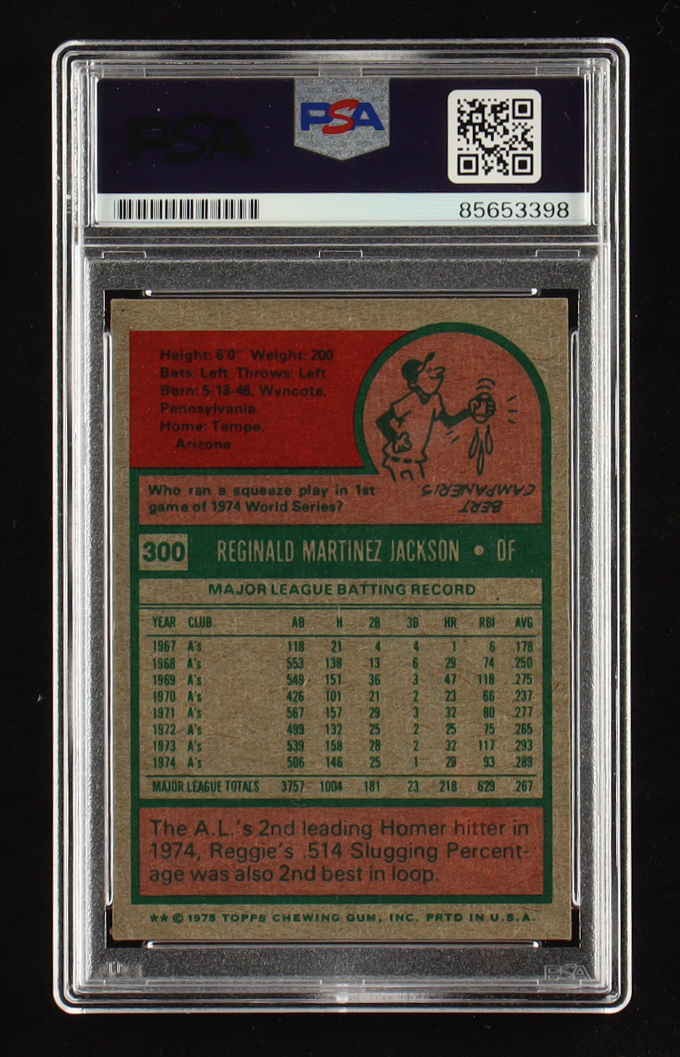 PSA
PSA
85653398
Height: 6'0" Weight: 200
Bats: Left Throws: Left
Born: 5-18-46, Wyncote,
Pennsylvania
Home: Tempe,
Arizona
Who ran a squeeze play in 1st
game of 1974 World Series?
BERT
CAMPANERIS
300 REGINALD MARTINEZ JACKSON • OF
MAJOR LEAGUE BATTING RECORD
YEAR CLUB AB H 2B 3B HR RBI AVG
1967 A's 118 21 4 4 1 6 .178
1968 A's 553 138 13 6 29 74 .250
1969 A's 549 151 36 3 47 118 .275
1970 A's 426 101 21 2 23 66 .237
1971 A's 567 157 29 3 32 80 .277
1972 A's 499 132 25 2 25 75 .265
1973 A's 539 158 28 2 32 117 .293
1974 A's 506 146 25 1 29 93 .289
MAJOR LEAGUE TOTALS 3757 1004 181 23 218 629 .267
The A.L.'s 2nd leading Homer hitter in
1974, Reggie's .514 Slugging Percent-
age was also 2nd best in loop.
** © 1975 TOPPS CHEWING GUM, INC. PRTD IN U.S.A.
PSA